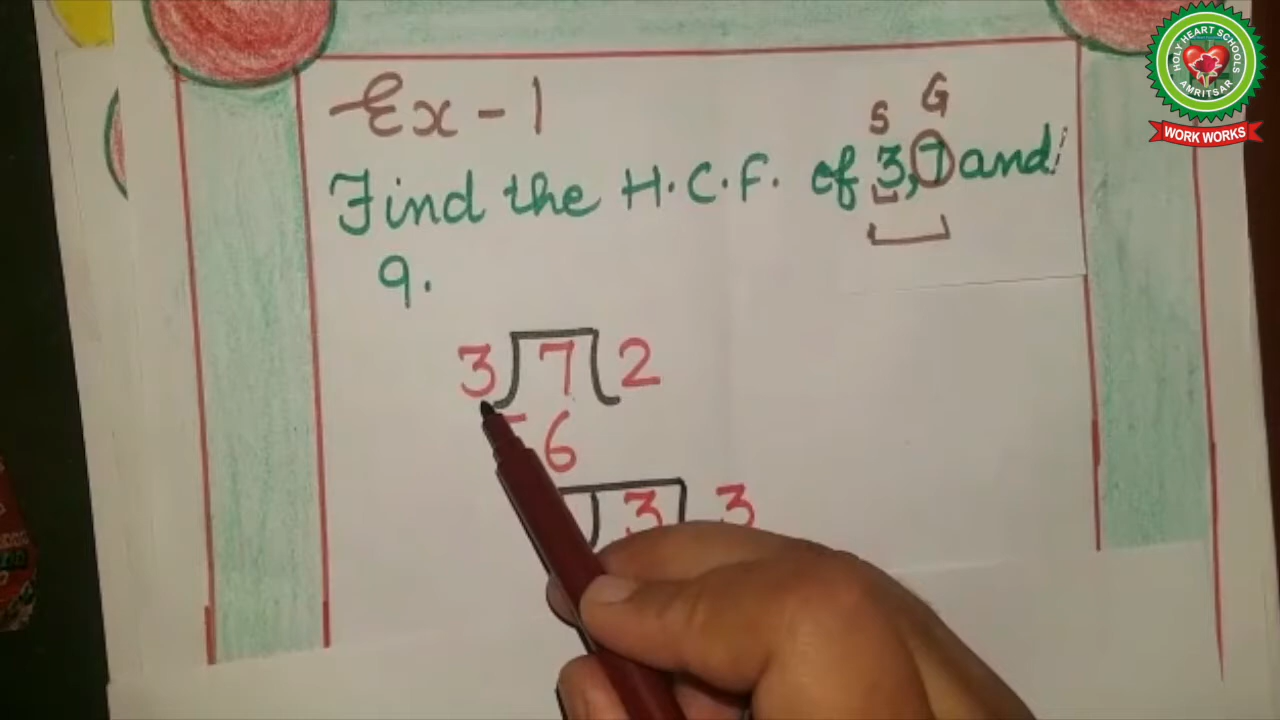 Ex - 1
S G
Find the H.C.F. of 3, 7 and
9.
3 7 2
- 6
3 3
HOLY HEART SCHOOLS
AMRITSAR
WORK WORKS